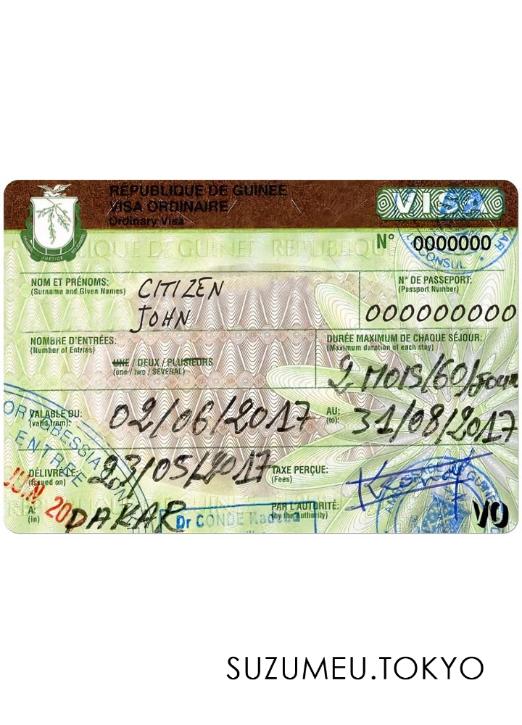 RÉPUBLIQUE DE GUINÉE
VISA ORDINAIRE
Ordinary Visa
VISA
N° 0000000
CONSUL
JUSTICE
NOM ET PRÉNOMS:
(Surname and Given Names)
CITIZEN
JOHN
N° DE PASSEPORT:
(Passport Number)
000000000
NOMBRE D'ENTRÉES:
(Number of Entries)
UNE / DEUX / PLUSIEURS
(one / two / SEVERAL)
DURÉE MAXIMUM DE CHAQUE SÉJOUR:
(Maximum duration of each stay)
2 MOIS/60/Jour
VALABLE DU:
(valid from):
02/06/2017
AU:
(to):
31/08/2017
ENTRÉE
DÉLIVRÉ LE:
(Issued on)
23/05/2017
TAXE PERÇUE:
(Fees)
JUN 20
A:
(in)
DAKAR
Dr CONDE
PAR L'AUTORITÉ:
(by the Authority)
VO
SUZUMEU.TOKYO